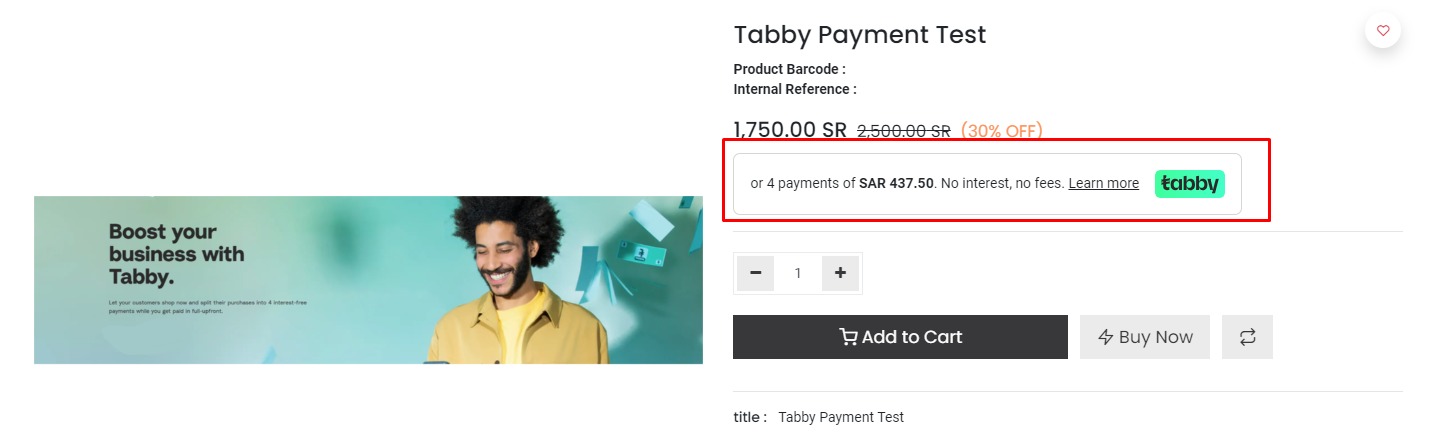 Tabby Payment Test
Product Barcode :
Internal Reference :
1,750.00 SR 2,500.00 SR (30% OFF)
or 4 payments of SAR 437.50. No interest, no fees. Learn more tabby
Boost your
business with
Tabby.
Let your customers shop now and split their purchases into 4 interest-free
payments while you get paid in full-upfront.
1
Add to Cart Buy Now
title : Tabby Payment Test